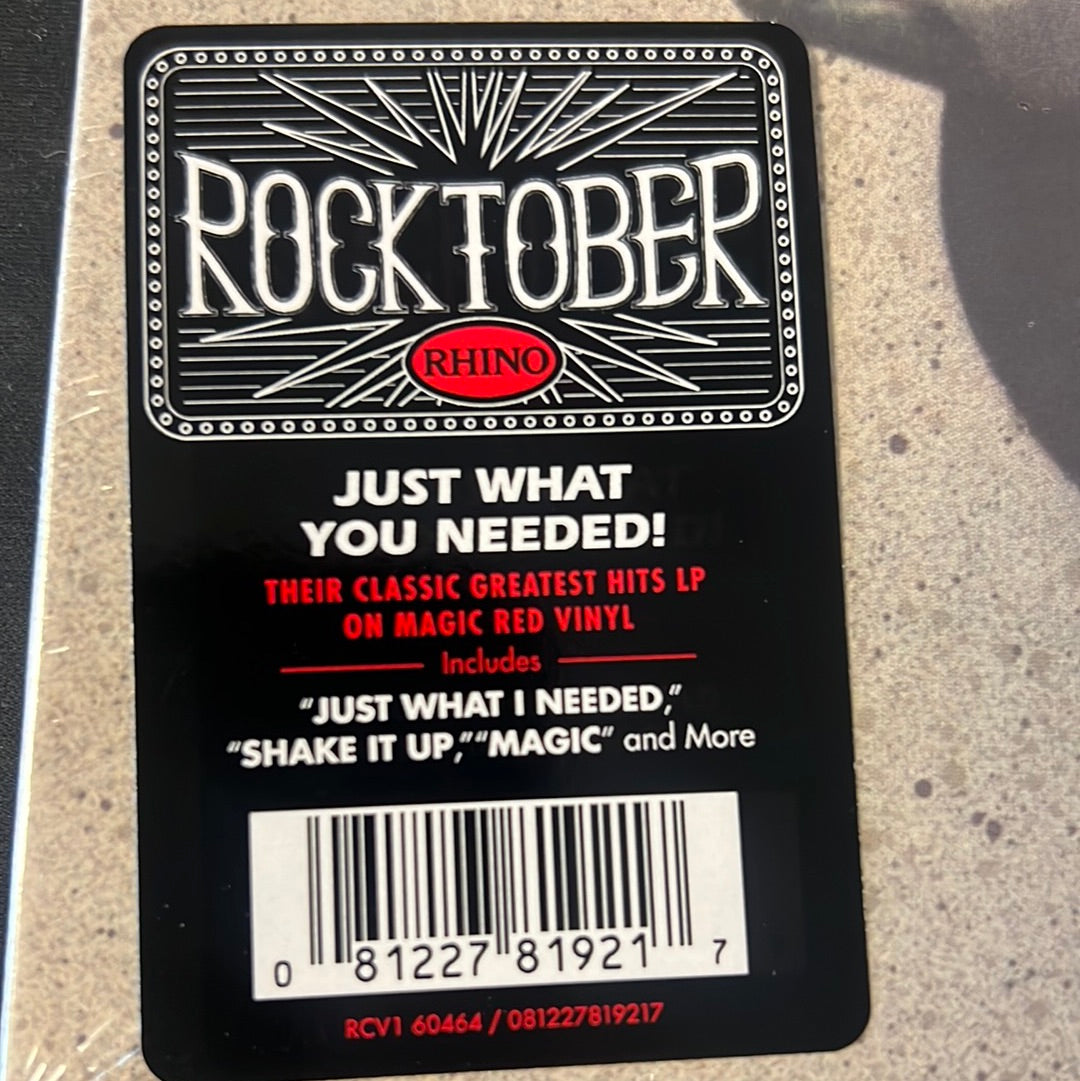 ROCKTOBER
RHINO
JUST WHAT
YOU NEEDED!
THEIR CLASSIC GREATEST HITS LP
ON MAGIC RED VINYL
Includes
“JUST WHAT I NEEDED,”
“SHAKE IT UP,” “MAGIC” and More
0 81227 81921 7
RCV1 60464 / 081227819217